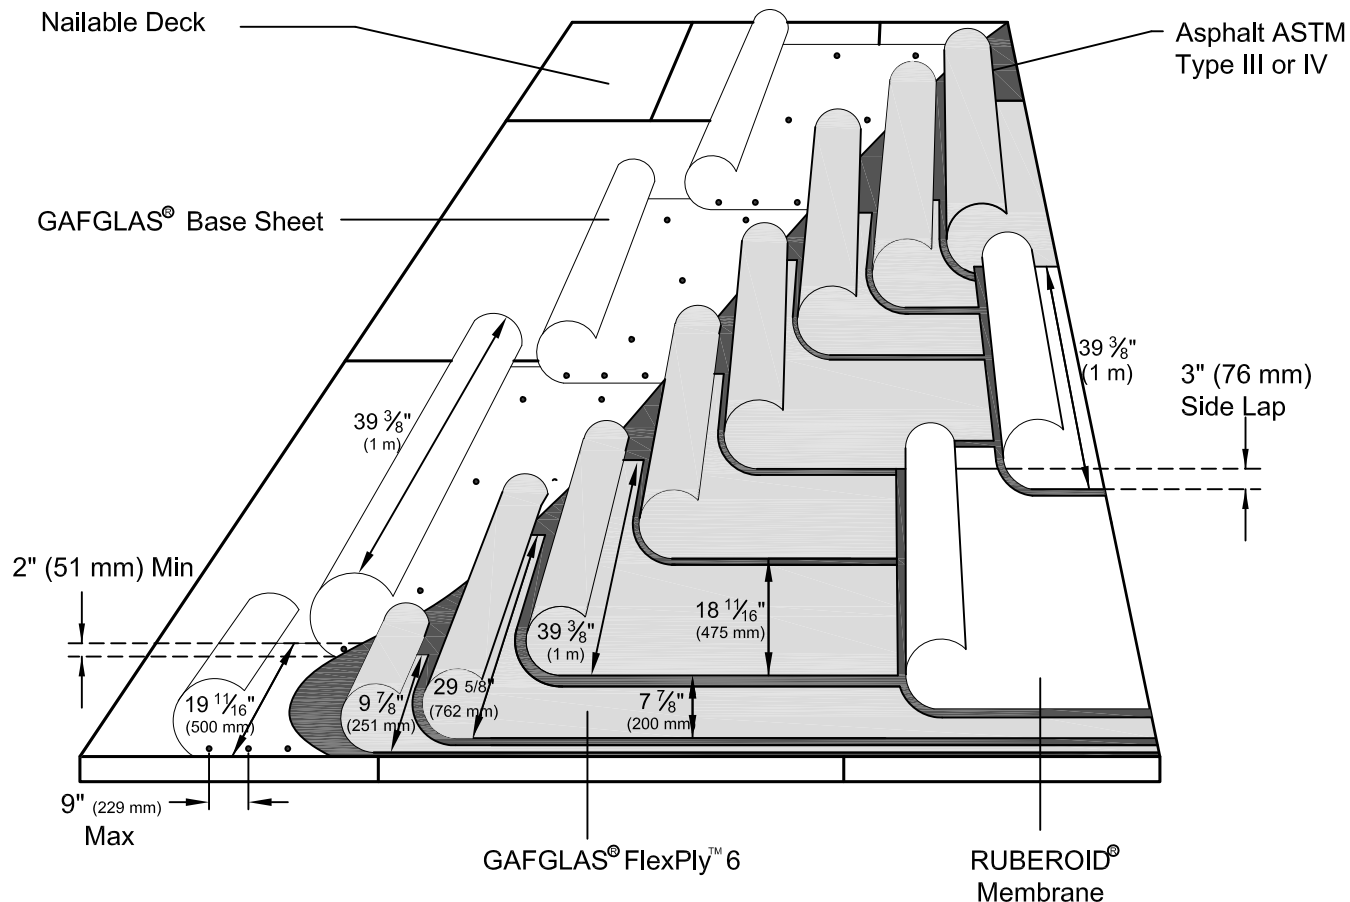 Nailable Deck
Asphalt ASTM
Type III or IV
GAFGLAS® Base Sheet
39 3/8"
(1 m)
3" (76 mm)
Side Lap
39 3/8"
(1 m)
2" (51 mm) Min
18 11/16"
(475 mm)
39 3/8"
(1 m)
29 5/8"
(762 mm)
9 7/8"
(251 mm)
19 11/16"
(500 mm)
7 7/8"
(200 mm)
9" (229 mm)
Max
GAFGLAS® FlexPly™ 6
RUBEROID®
Membrane